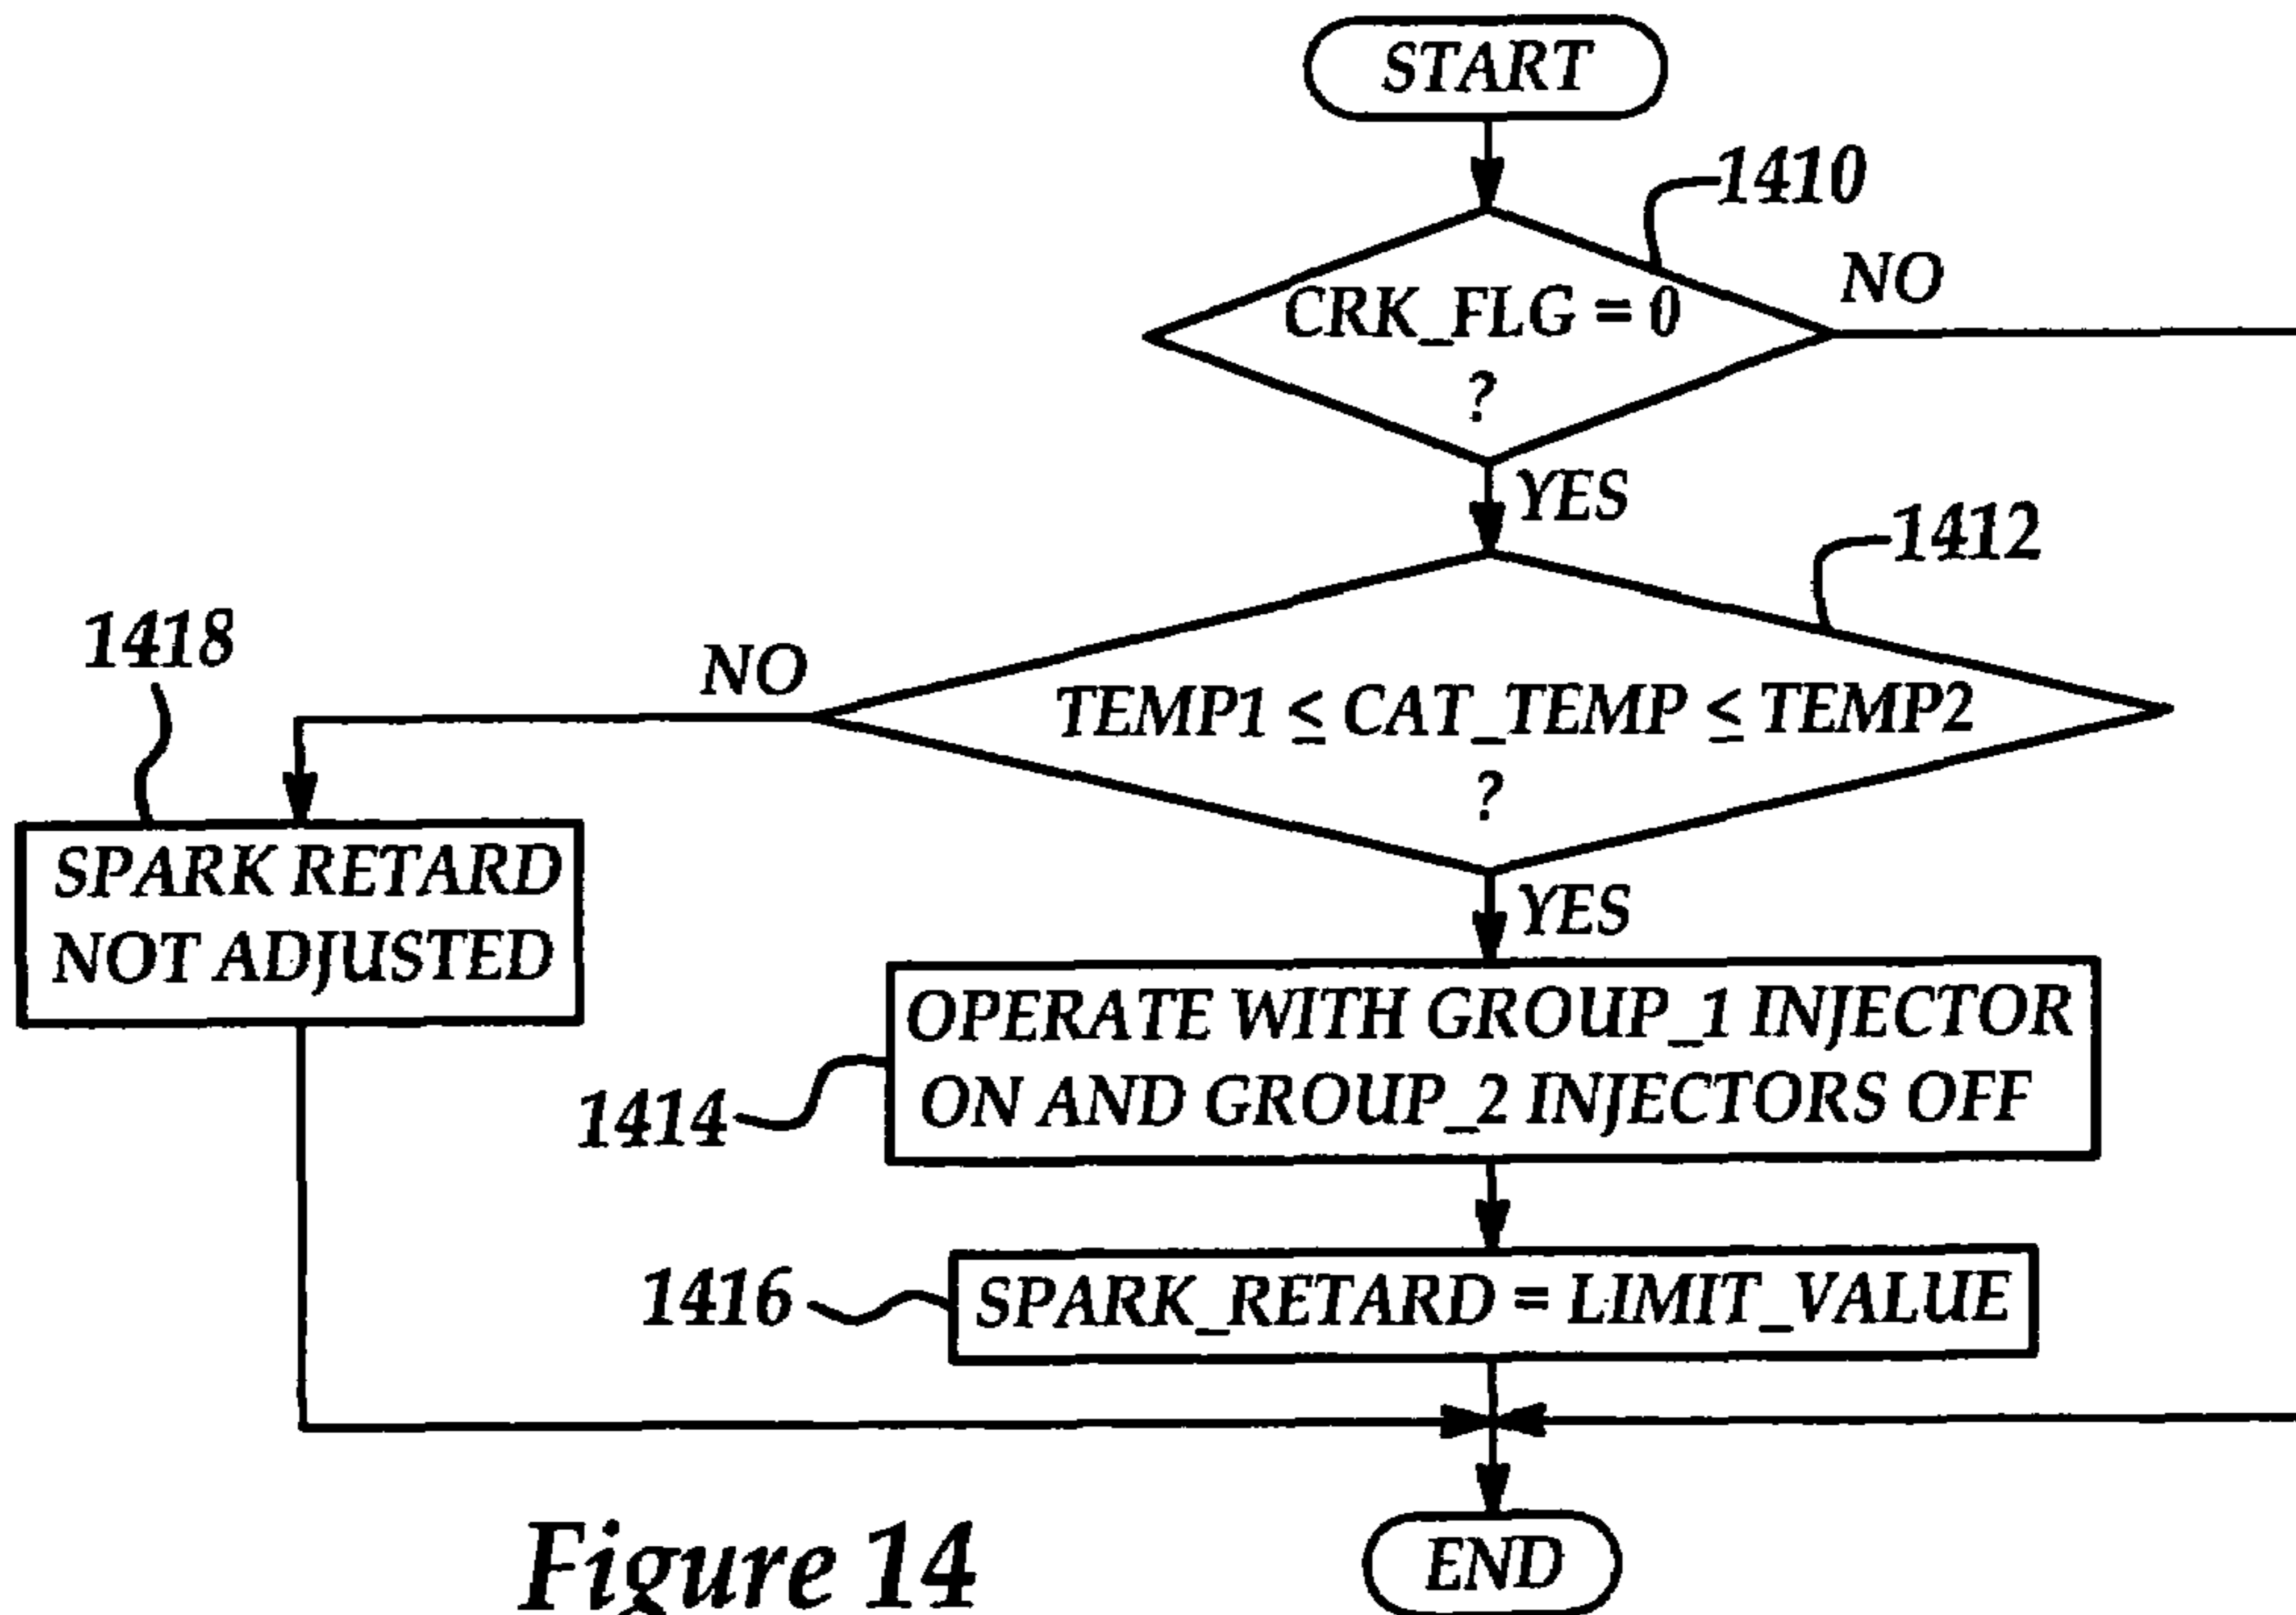 START
1410
CRK_FLG = 0
?
NO
YES
1412
TEMP1 ≤ CAT_TEMP ≤ TEMP2
?
NO
1418
SPARK RETARD
NOT ADJUSTED
YES
OPERATE WITH GROUP_1 INJECTOR
ON AND GROUP_2 INJECTORS OFF
1414
SPARK_RETARD = LIMIT_VALUE
1416
END
Figure 14